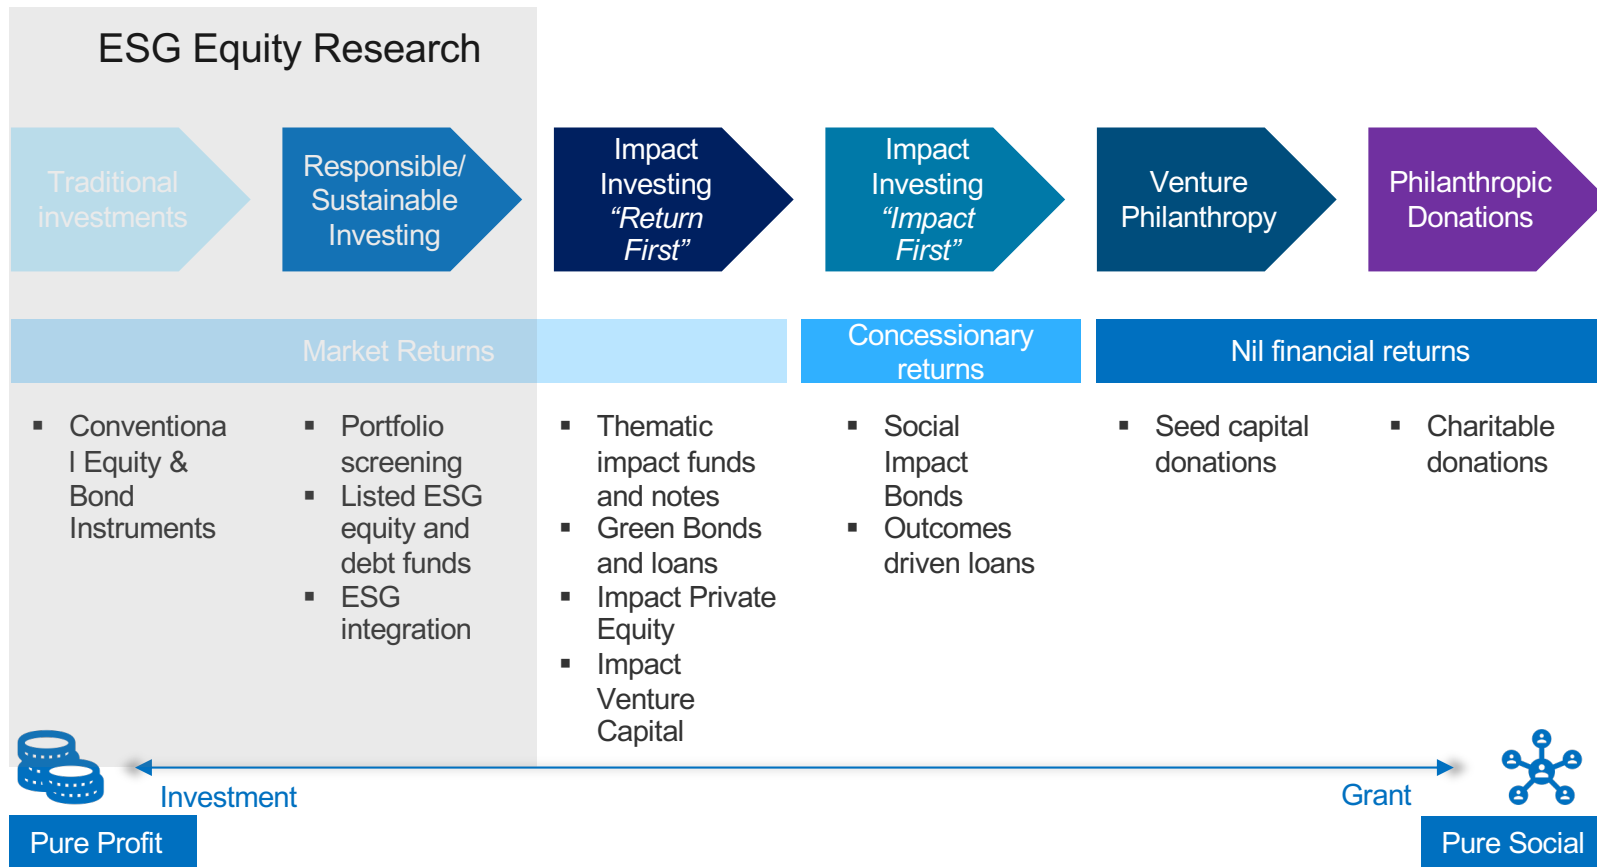 ESG Equity Research
Traditional
investments
Responsible/
Sustainable
Investing
Impact
Investing
“Return
First”
Impact
Investing
“Impact
First”
Venture
Philanthropy
Philanthropic
Donations
Market Returns
Concessionary
returns
Nil financial returns
▪ Conventiona
l Equity &
Bond
Instruments
▪ Portfolio
screening
▪ Listed ESG
equity and
debt funds
▪ ESG
integration
▪ Thematic
impact funds
and notes
▪ Green Bonds
and loans
▪ Impact Private
Equity
▪ Impact
Venture
Capital
▪ Social
Impact
Bonds
▪ Outcomes
driven loans
▪ Seed capital
donations
▪ Charitable
donations
Investment
Grant
Pure Profit
Pure Social